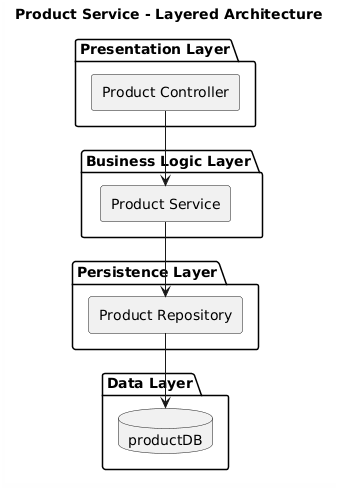 Product Service - Layered Architecture
Presentation Layer
Product Controller
Business Logic Layer
Product Service
Persistence Layer
Product Repository
Data Layer
productDB